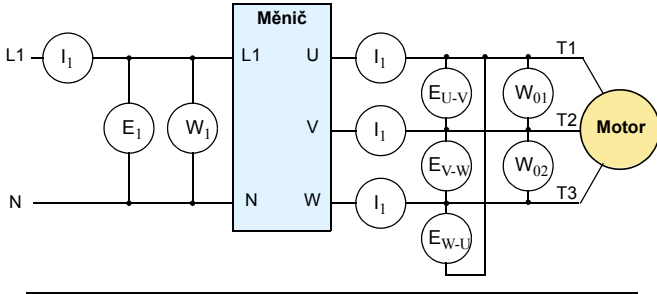 Měnič
L1 I1 L1 U I1 T1
E1 W1 EU-V W01
V I1 T2 Motor
EV-W W02
N N W I1 T3
EW-U